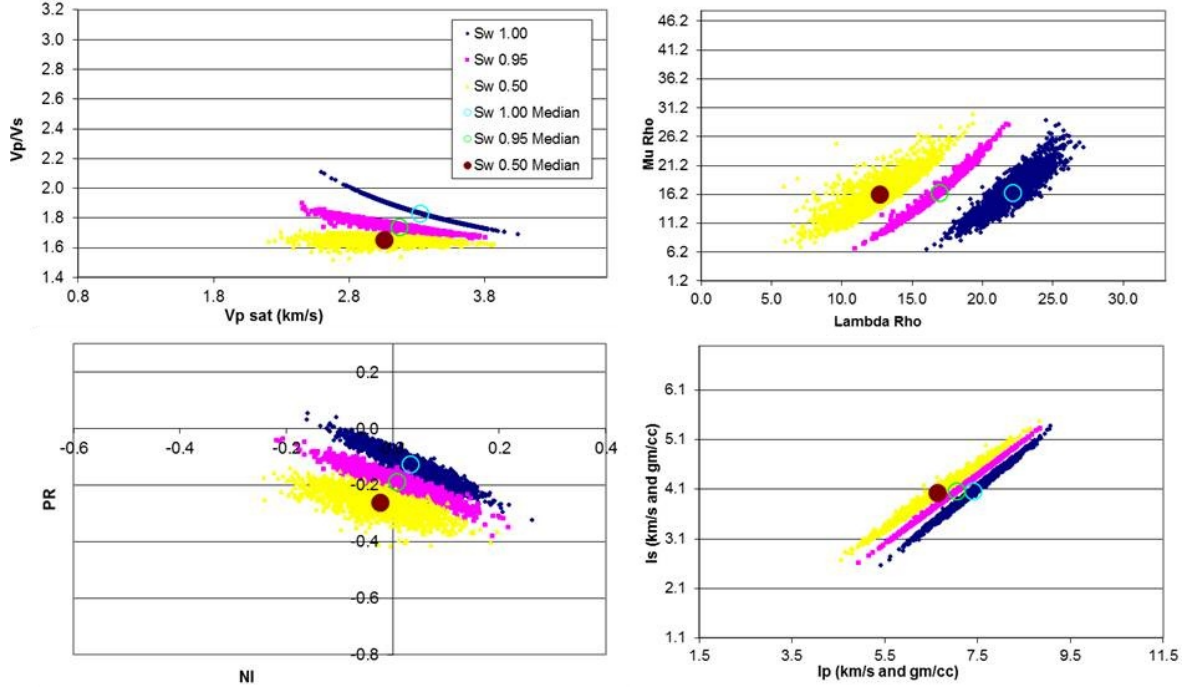 3.2
3.0
2.8
2.6
2.4
2.2
2.0
1.8
1.6
1.4
Vp/Vs
0.8 1.8 2.8 3.8
Vp sat (km/s)
Sw 1.00
Sw 0.95
Sw 0.50
Sw 1.00 Median
Sw 0.95 Median
Sw 0.50 Median
46.2
41.2
36.2
31.2
26.2
21.2
16.2
11.2
6.2
1.2
Mu Rho
0.0 5.0 10.0 15.0 20.0 25.0 30.0
Lambda Rho
0.2
0.0
-0.2
-0.4
-0.6
-0.8
PR
-0.6 -0.4 -0.2 0.0 0.2 0.4
NI
6.1
5.1
4.1
3.1
2.1
1.1
Is (km/s and gm/cc)
1.5 3.5 5.5 7.5 9.5 11.5
Ip (km/s and gm/cc)